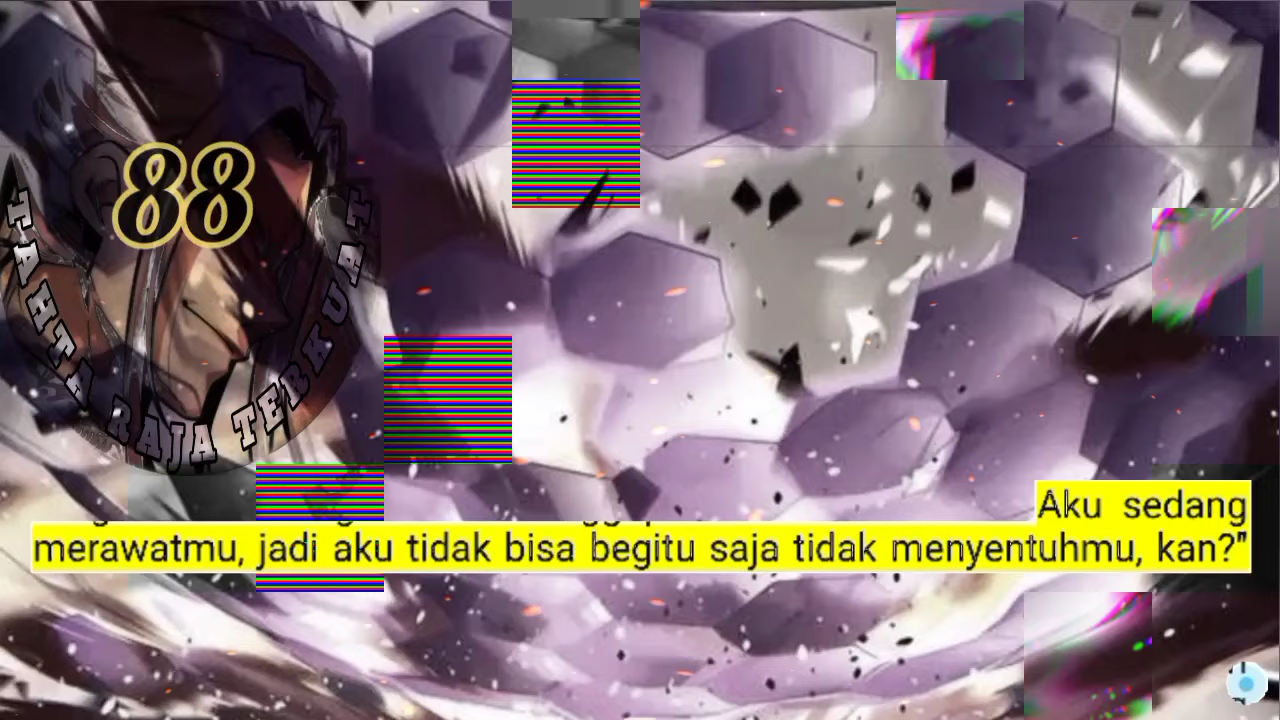 88
TAHTA RAJA TERKUAT
Aku sedang
merawatmu, jadi aku tidak bisa begitu saja tidak menyentuhmu, kan?"